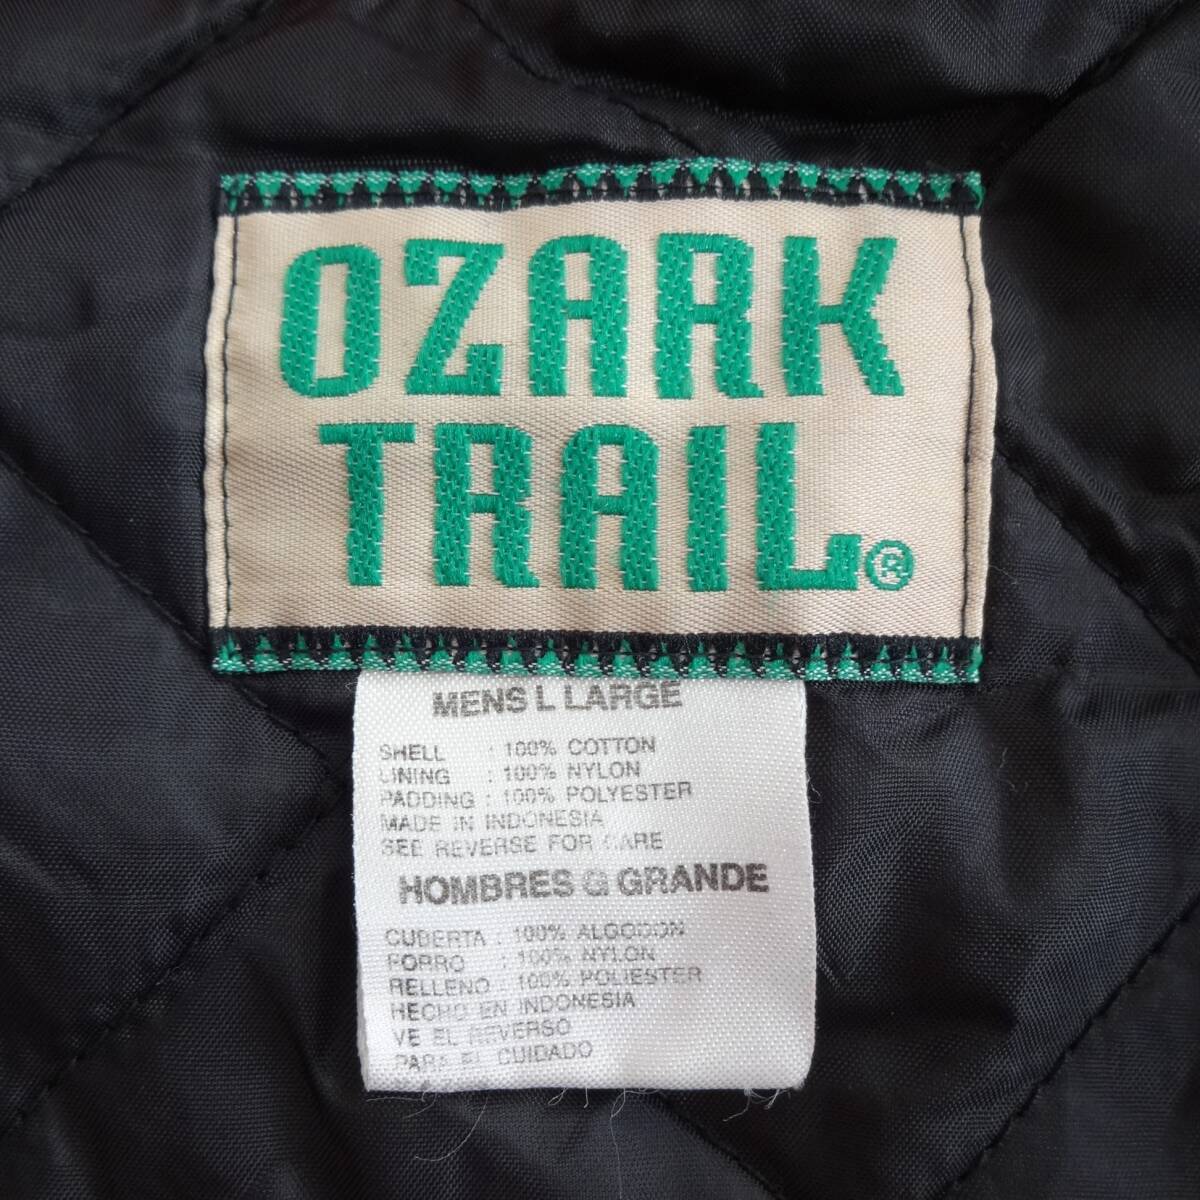 OZARK
TRAIL®
MENS L LARGE
SHELL : 100% COTTON
LINING : 100% NYLON
PADDING : 100% POLYESTER
MADE IN INDONESIA
SEE REVERSE FOR CARE
HOMBRES G GRANDE
CUBERTA : 100% ALGODON
FORRO : 100% NYLON
RELLENO : 100% POLIESTER
HECHO EN INDONESIA
VE EL REVERSO
PARA EL CUIDADO